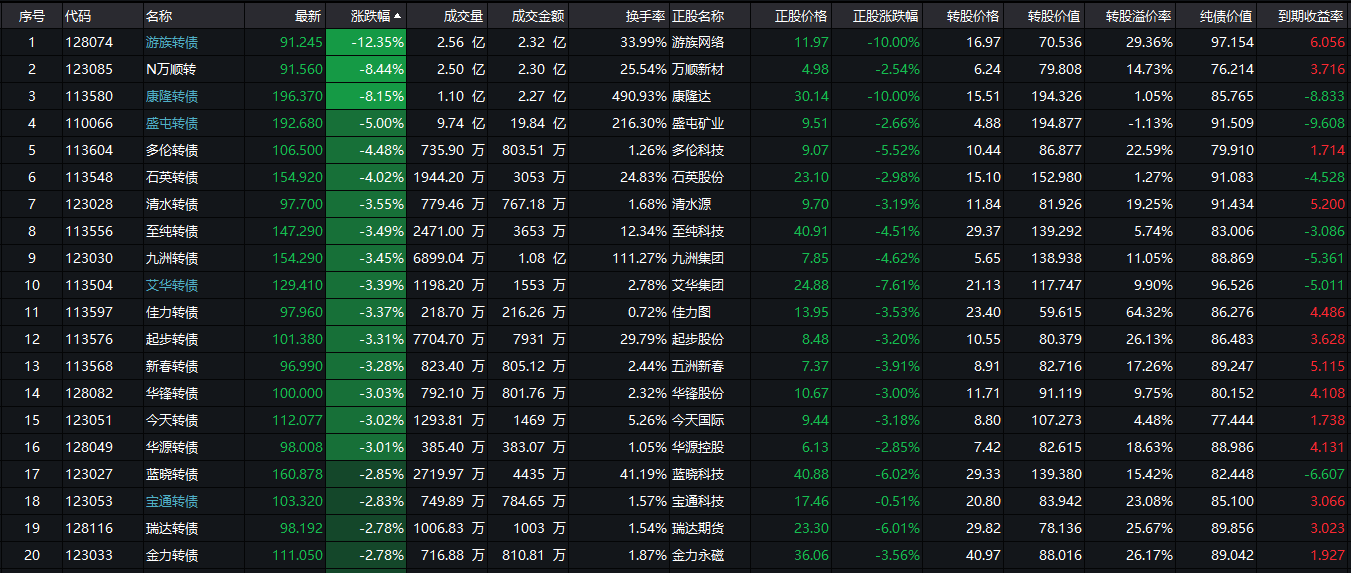 序号 代码 名称 最新 涨跌幅▲ 成交量 成交金额 换手率 正股名称 正股价格 正股涨跌幅 转股价格 转股价值 转股溢价率 纯债价值 到期收益率
1 128074 游族转债 91.245 -12.35% 2.56 亿 2.32 亿 33.99% 游族网络 11.97 -10.00% 16.97 70.536 29.36% 97.154 6.056
2 123085 N万顺转 91.560 -8.44% 2.50 亿 2.30 亿 25.54% 万顺新材 4.98 -2.54% 6.24 79.808 14.73% 76.214 3.716
3 113580 康隆转债 196.370 -8.15% 1.10 亿 2.27 亿 490.93% 康隆达 30.14 -10.00% 15.51 194.326 1.05% 85.765 -8.833
4 110066 盛屯转债 192.680 -5.00% 9.74 亿 19.84 亿 216.30% 盛屯矿业 9.51 -2.66% 4.88 194.877 -1.13% 91.509 -9.608
5 113604 多伦转债 106.500 -4.48% 735.90 万 803.51 万 1.26% 多伦科技 9.07 -5.52% 10.44 86.877 22.59% 79.910 1.714
6 113548 石英转债 154.920 -4.02% 1944.20 万 3053 万 24.83% 石英股份 23.10 -2.98% 15.10 152.980 1.27% 91.083 -4.528
7 123028 清水转债 97.700 -3.55% 779.46 万 767.18 万 1.68% 清水源 9.70 -3.19% 11.84 81.926 19.25% 91.434 5.200
8 113556 至纯转债 147.290 -3.49% 2471.00 万 3653 万 12.34% 至纯科技 40.91 -4.51% 29.37 139.292 5.74% 83.006 -3.086
9 123030 九洲转债 154.290 -3.45% 6899.04 万 1.08 亿 111.27% 九洲集团 7.85 -4.62% 5.65 138.938 11.05% 88.869 -5.361
10 113504 艾华转债 129.410 -3.39% 1198.20 万 1553 万 2.78% 艾华集团 24.88 -7.61% 21.13 117.747 9.90% 96.526 -5.011
11 113597 佳力转债 97.960 -3.37% 218.70 万 216.26 万 0.72% 佳力图 13.95 -3.53% 23.40 59.615 64.32% 86.276 4.486
12 113576 起步转债 101.380 -3.31% 7704.70 万 7931 万 29.79% 起步股份 8.48 -3.20% 10.55 80.379 26.13% 86.483 3.628
13 113568 新春转债 96.990 -3.28% 823.40 万 805.12 万 2.44% 五洲新春 7.37 -3.91% 8.91 82.716 17.26% 89.247 5.115
14 128082 华锋转债 100.000 -3.03% 792.10 万 801.76 万 2.32% 华锋股份 10.67 -3.00% 11.71 91.119 9.75% 80.152 4.108
15 123051 今天转债 112.077 -3.02% 1293.81 万 1469 万 5.26% 今天国际 9.44 -3.18% 8.80 107.273 4.48% 77.444 1.738
16 128049 华源转债 98.008 -3.01% 385.40 万 383.07 万 1.05% 华源控股 6.13 -2.85% 7.42 82.615 18.63% 88.986 4.131
17 123027 蓝晓转债 160.878 -2.85% 2719.97 万 4435 万 41.19% 蓝晓科技 40.88 -6.02% 29.33 139.380 15.42% 82.448 -6.607
18 123053 宝通转债 103.320 -2.83% 749.89 万 784.65 万 1.57% 宝通科技 17.46 -0.51% 20.80 83.942 23.08% 85.100 3.066
19 128116 瑞达转债 98.192 -2.78% 1006.83 万 1003 万 1.54% 瑞达期货 23.30 -6.01% 29.82 78.136 25.67% 89.856 3.023
20 123033 金力转债 111.050 -2.78% 716.88 万 810.81 万 1.87% 金力永磁 36.06 -3.56% 40.97 88.016 26.17% 89.042 1.927